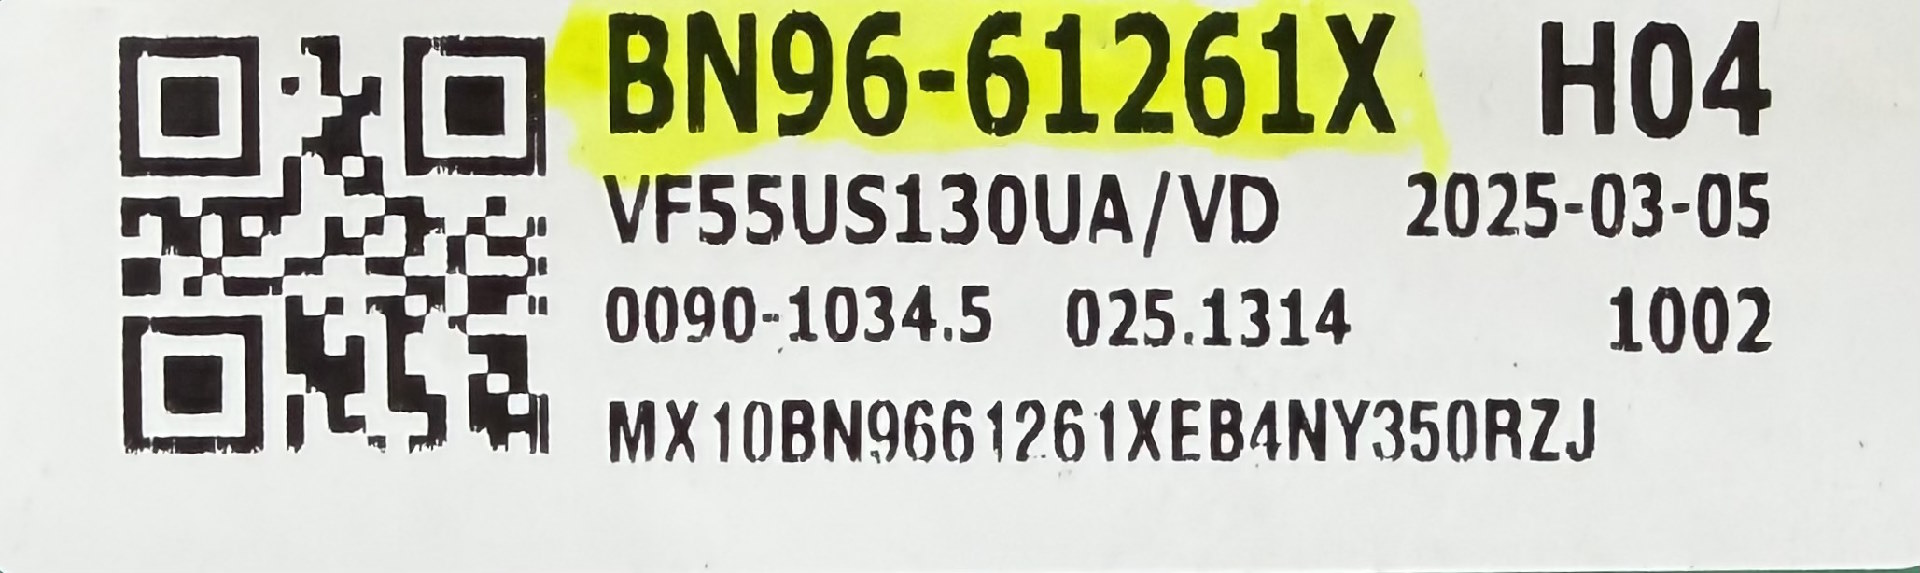 BN96-61261X H04
VF55US130UA/VD 2025-03-05
0090-1034.5 025.1314 1002
MX10BN9661261XEB4NY350RZJ